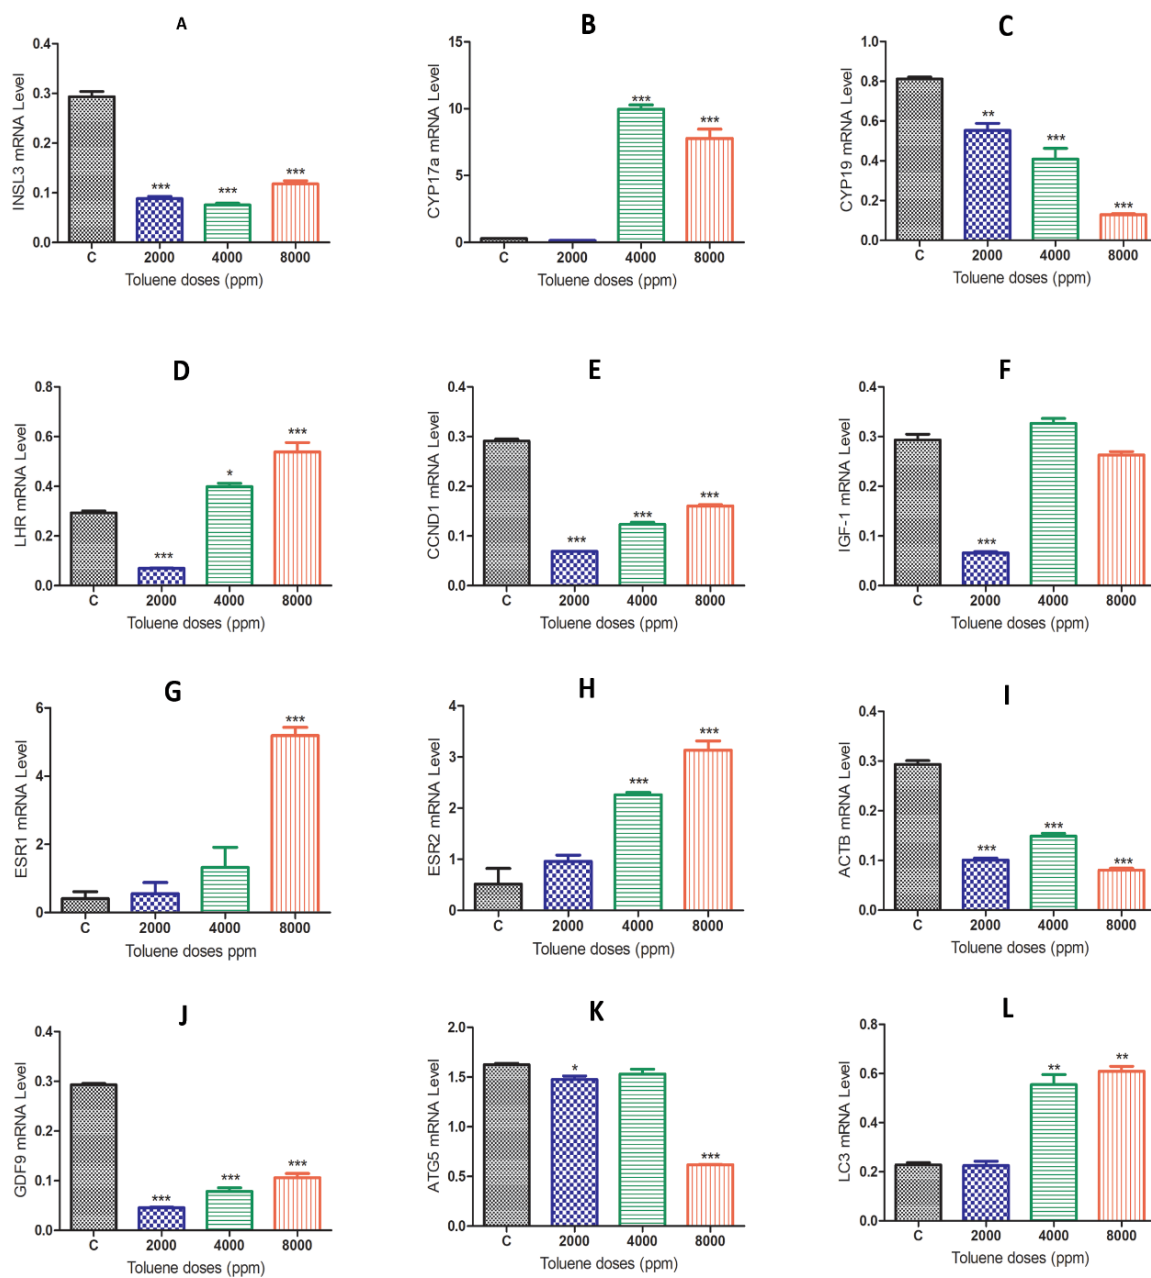 A
INSL3 mRNA Level
0.4
0.3
0.2
0.1
0.0
***
***
***
C 2000 4000 8000
Toluene doses (ppm)
B
CYP17a mRNA Level
15
10
5
0
***
***
C 2000 4000 8000
Toluene doses (ppm)
C
CYP19 mRNA Level
1.0
0.8
0.6
0.4
0.2
0.0
**
***
***
C 2000 4000 8000
Toluene doses (ppm)
D
LHR mRNA Level
0.8
0.6
0.4
0.2
0.0
***
*
***
C 2000 4000 8000
Toluene doses (ppm)
E
CCND1 mRNA Level
0.4
0.3
0.2
0.1
0.0
***
***
***
C 2000 4000 8000
Toluene doses (ppm)
F
IGF-1 mRNA Level
0.4
0.3
0.2
0.1
0.0
***
C 2000 4000 8000
Toluene doses (ppm)
G
ESR1 mRNA Level
6
4
2
0
***
C 2000 4000 8000
Toluene doses ppm
H
ESR2 mRNA Level
4
3
2
1
0
***
***
C 2000 4000 8000
Toluene doses (ppm)
I
ACTB mRNA Level
0.4
0.3
0.2
0.1
0.0
***
***
***
C 2000 4000 8000
Toluene doses (ppm)
J
GDF9 mRNA Level
0.4
0.3
0.2
0.1
0.0
***
***
***
C 2000 4000 8000
Toluene doses (ppm)
K
ATG5 mRNA Level
2.0
1.5
1.0
0.5
0.0
*
***
C 2000 4000 8000
Toluene doses (ppm)
L
LC3 mRNA Level
0.8
0.6
0.4
0.2
0.0
**
**
C 2000 4000 8000
Toluene doses (ppm)